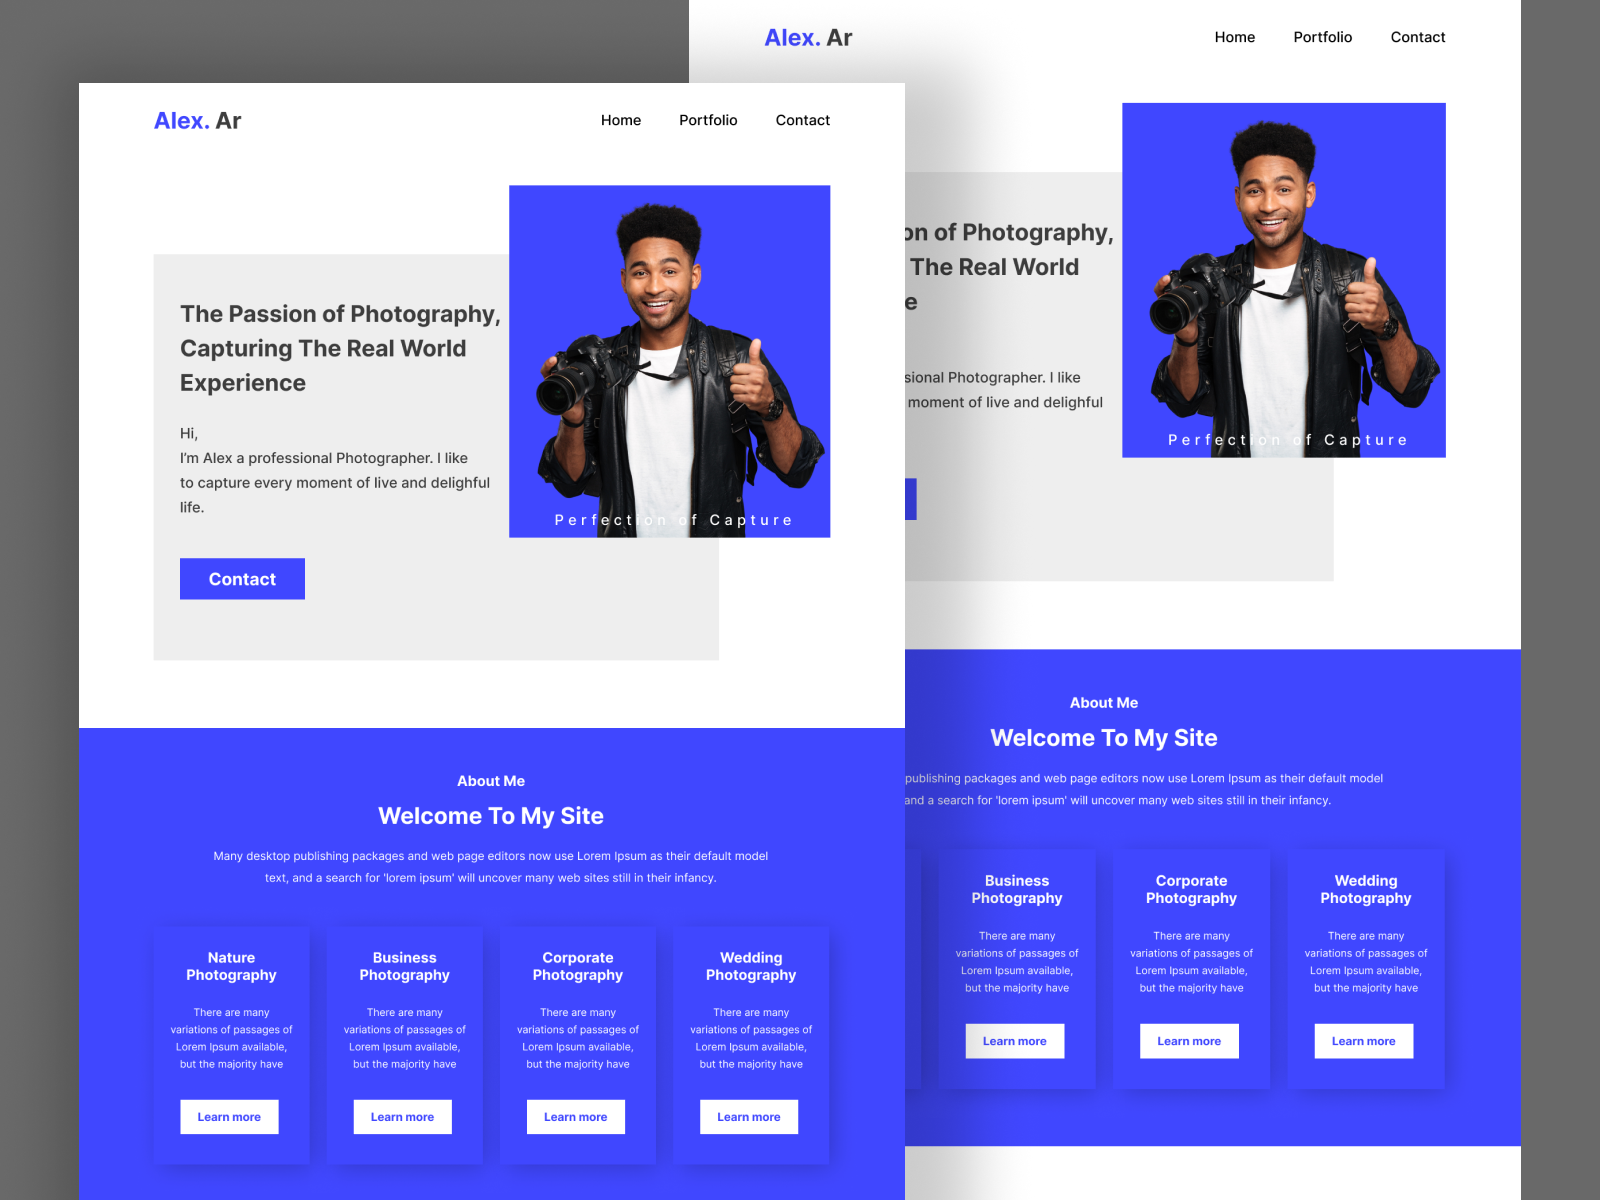 Alex. Ar
Home Portfolio Contact
The Passion of Photography,
Capturing The Real World
Experience
Hi,
I'm Alex a professional Photographer. I like
to capture every moment of live and delighful
life.
Contact
Perfection of Capture
About Me
Welcome To My Site
Many desktop publishing packages and web page editors now use Lorem Ipsum as their default model
text, and a search for 'lorem ipsum' will uncover many web sites still in their infancy.
Nature
Photography
There are many
variations of passages of
Lorem Ipsum available,
but the majority have
Learn more
Business
Photography
There are many
variations of passages of
Lorem Ipsum available,
but the majority have
Learn more
Corporate
Photography
There are many
variations of passages of
Lorem Ipsum available,
but the majority have
Learn more
Wedding
Photography
There are many
variations of passages of
Lorem Ipsum available,
but the majority have
Learn more
Alex. Ar
Home Portfolio Contact
on of Photography,
The Real World
e
sional Photographer. I like
moment of live and delighful
Perfection of Capture
About Me
Welcome To My Site
publishing packages and web page editors now use Lorem Ipsum as their default model
and a search for 'lorem ipsum' will uncover many web sites still in their infancy.
Business
Photography
There are many
variations of passages of
Lorem Ipsum available,
but the majority have
Learn more
Corporate
Photography
There are many
variations of passages of
Lorem Ipsum available,
but the majority have
Learn more
Wedding
Photography
There are many
variations of passages of
Lorem Ipsum available,
but the majority have
Learn more